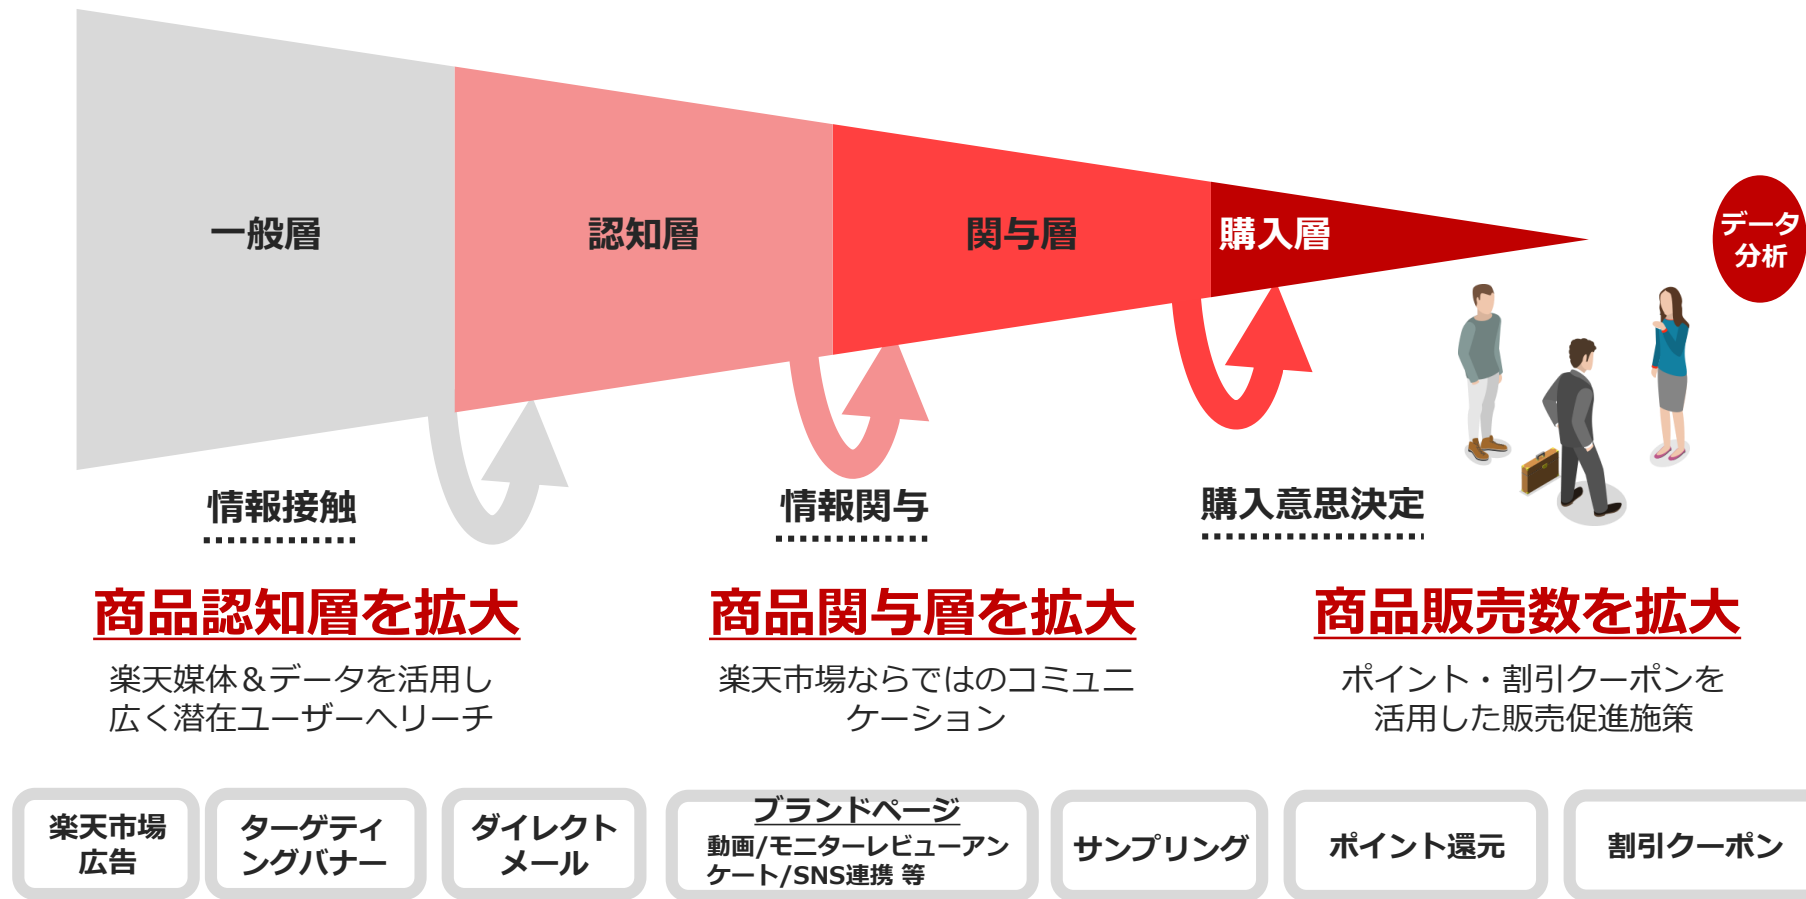 一般層
認知層
関与層
購入層
データ
分析
情報接触
情報関与
購入意思決定
商品認知層を拡大
商品関与層を拡大
商品販売数を拡大
楽天媒体＆データを活用し
広く潜在ユーザーへリーチ
楽天市場ならではのコミュニ
ケーション
ポイント・割引クーポンを
活用した販売促進施策
楽天市場
広告
ターゲティ
ングバナー
ダイレクト
メール
ブランドページ
動画/モニターレビューアン
ケート/SNS連携 等
サンプリング
ポイント還元
割引クーポン